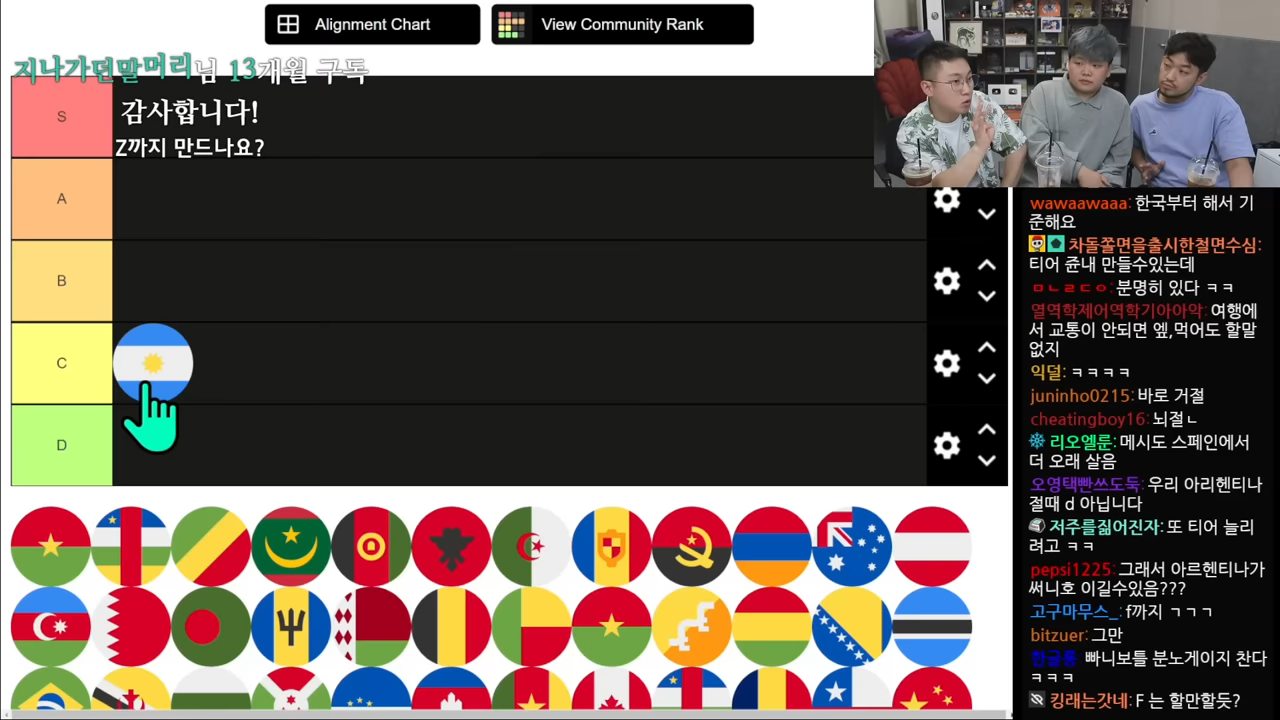 Alignment Chart
View Community Rank
지나가던말머리님 13개월 구독
감사합니다!
Z까지 만드나요?
S
A
B
C
D
wawaawaaa: 한국부터 해서 기
준해요
차돌쫄면을출시한철면수심:
티어 쥰내 만들수있는데
ㅁㄴㄹㄷㅇ: 분명히 있다 ㅋㅋ
열역학제어역학기아아악: 여행에
서 교통이 안되면 엪,먹어도 할말
없지
익덜: ㅋㅋㅋㅋ
juninho0215: 바로 거절
cheatingboy16: 뇌절ㄴ
리오엘룬: 메시도 스페인에서
더 오래 살음
오영택빤쓰도둑: 우리 아리헨티나
절때 d 아닙니다
저주를짊어진자: 또 티어 늘리
려고 ㅋㅋ
pepsi1225: 그래서 아르헨티나가
써니호 이길수있음???
고구마무스_: f까지 ㄱㄱㄱ
bitzuer: 그만
한글롱: 빠니보틀 분노게이지 찬다
ㅋㅋㅋ
킹래는갓네: F 는 할만할듯?